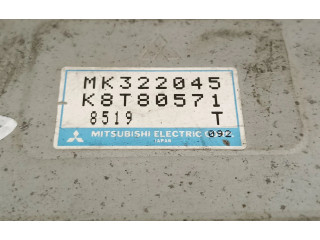 MK322045
K8T80571
8519 T
MITSUBISHI ELECTRIC 092
JAPAN